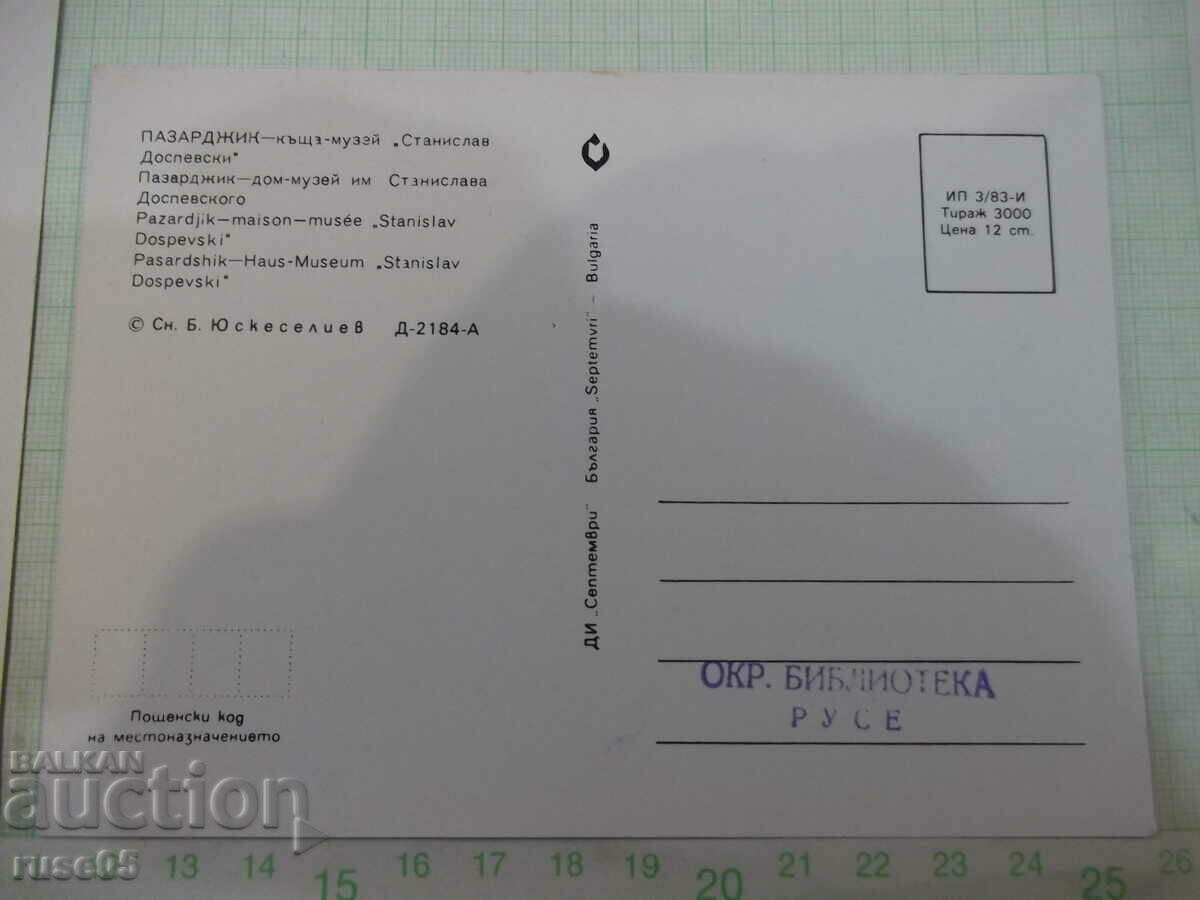 ПАЗАРДЖИК—къща-музей „Станислав
Доспевски"
Пазарджик—дом-музей им Станислава
Доспевского
Pazardjik—maison—musée „Stanislav
Dospevski"
Pasardshik—Haus-Museum „Stanislav
Dospevski"
© Сн. Б. Юскеселиев Д-2184-А
ДИ „Септември" България „Septemvri" – Bulgaria
ИП 3/83-И
Тираж 3000
Цена 12 ст.
ОКР. БИБЛИОТЕКА
РУСЕ
Пощенски код
на местоназначението
BALKAN
auction
ruse05
13 14 15 16 17 18 19 20 21 22 23 24 25 26